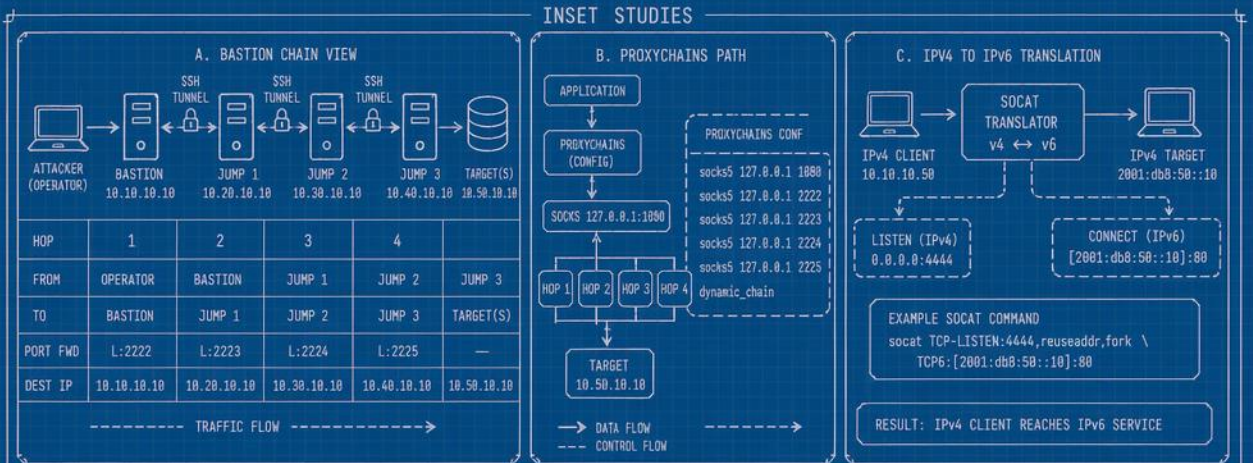 INSET STUDIES
A. BASTION CHAIN VIEW
SSH TUNNEL
SSH TUNNEL
SSH TUNNEL
ATTACKER (OPERATOR)
BASTION
10.10.10.10
JUMP 1
10.20.10.10
JUMP 2
10.30.10.10
JUMP 3
10.40.10.10
TARGET(S)
10.50.10.10
HOP 1 2 3 4
FROM OPERATOR BASTION JUMP 1 JUMP 2 JUMP 3
TO BASTION JUMP 1 JUMP 2 JUMP 3 TARGET(S)
PORT FWD L:2222 L:2223 L:2224 L:2225 —
DEST IP 10.10.10.10 10.20.10.10 10.30.10.10 10.40.10.10 10.50.10.10
TRAFFIC FLOW
B. PROXYCHAINS PATH
APPLICATION
PROXYCHAINS
(CONFIG)
SOCKS 127.0.0.1:1080
HOP 1 HOP 2 HOP 3 HOP 4
TARGET
10.50.10.10
PROXYCHAINS CONF
socks5 127.0.0.1 1080
socks5 127.0.0.1 2222
socks5 127.0.0.1 2223
socks5 127.0.0.1 2224
socks5 127.0.0.1 2225
dynamic_chain
DATA FLOW
CONTROL FLOW
C. IPV4 TO IPV6 TRANSLATION
SOCAT
TRANSLATOR
v4 ↔ v6
IPv4 CLIENT
10.10.10.50
IPv4 TARGET
2001:db8:50::10
LISTEN (IPv4)
0.0.0.0:4444
CONNECT (IPv6)
[2001:db8:50::10]:80
EXAMPLE SOCAT COMMAND
socat TCP-LISTEN:4444,reuseaddr,fork \
TCP6:[2001:db8:50::10]:80
RESULT: IPv4 CLIENT REACHES IPv6 SERVICE